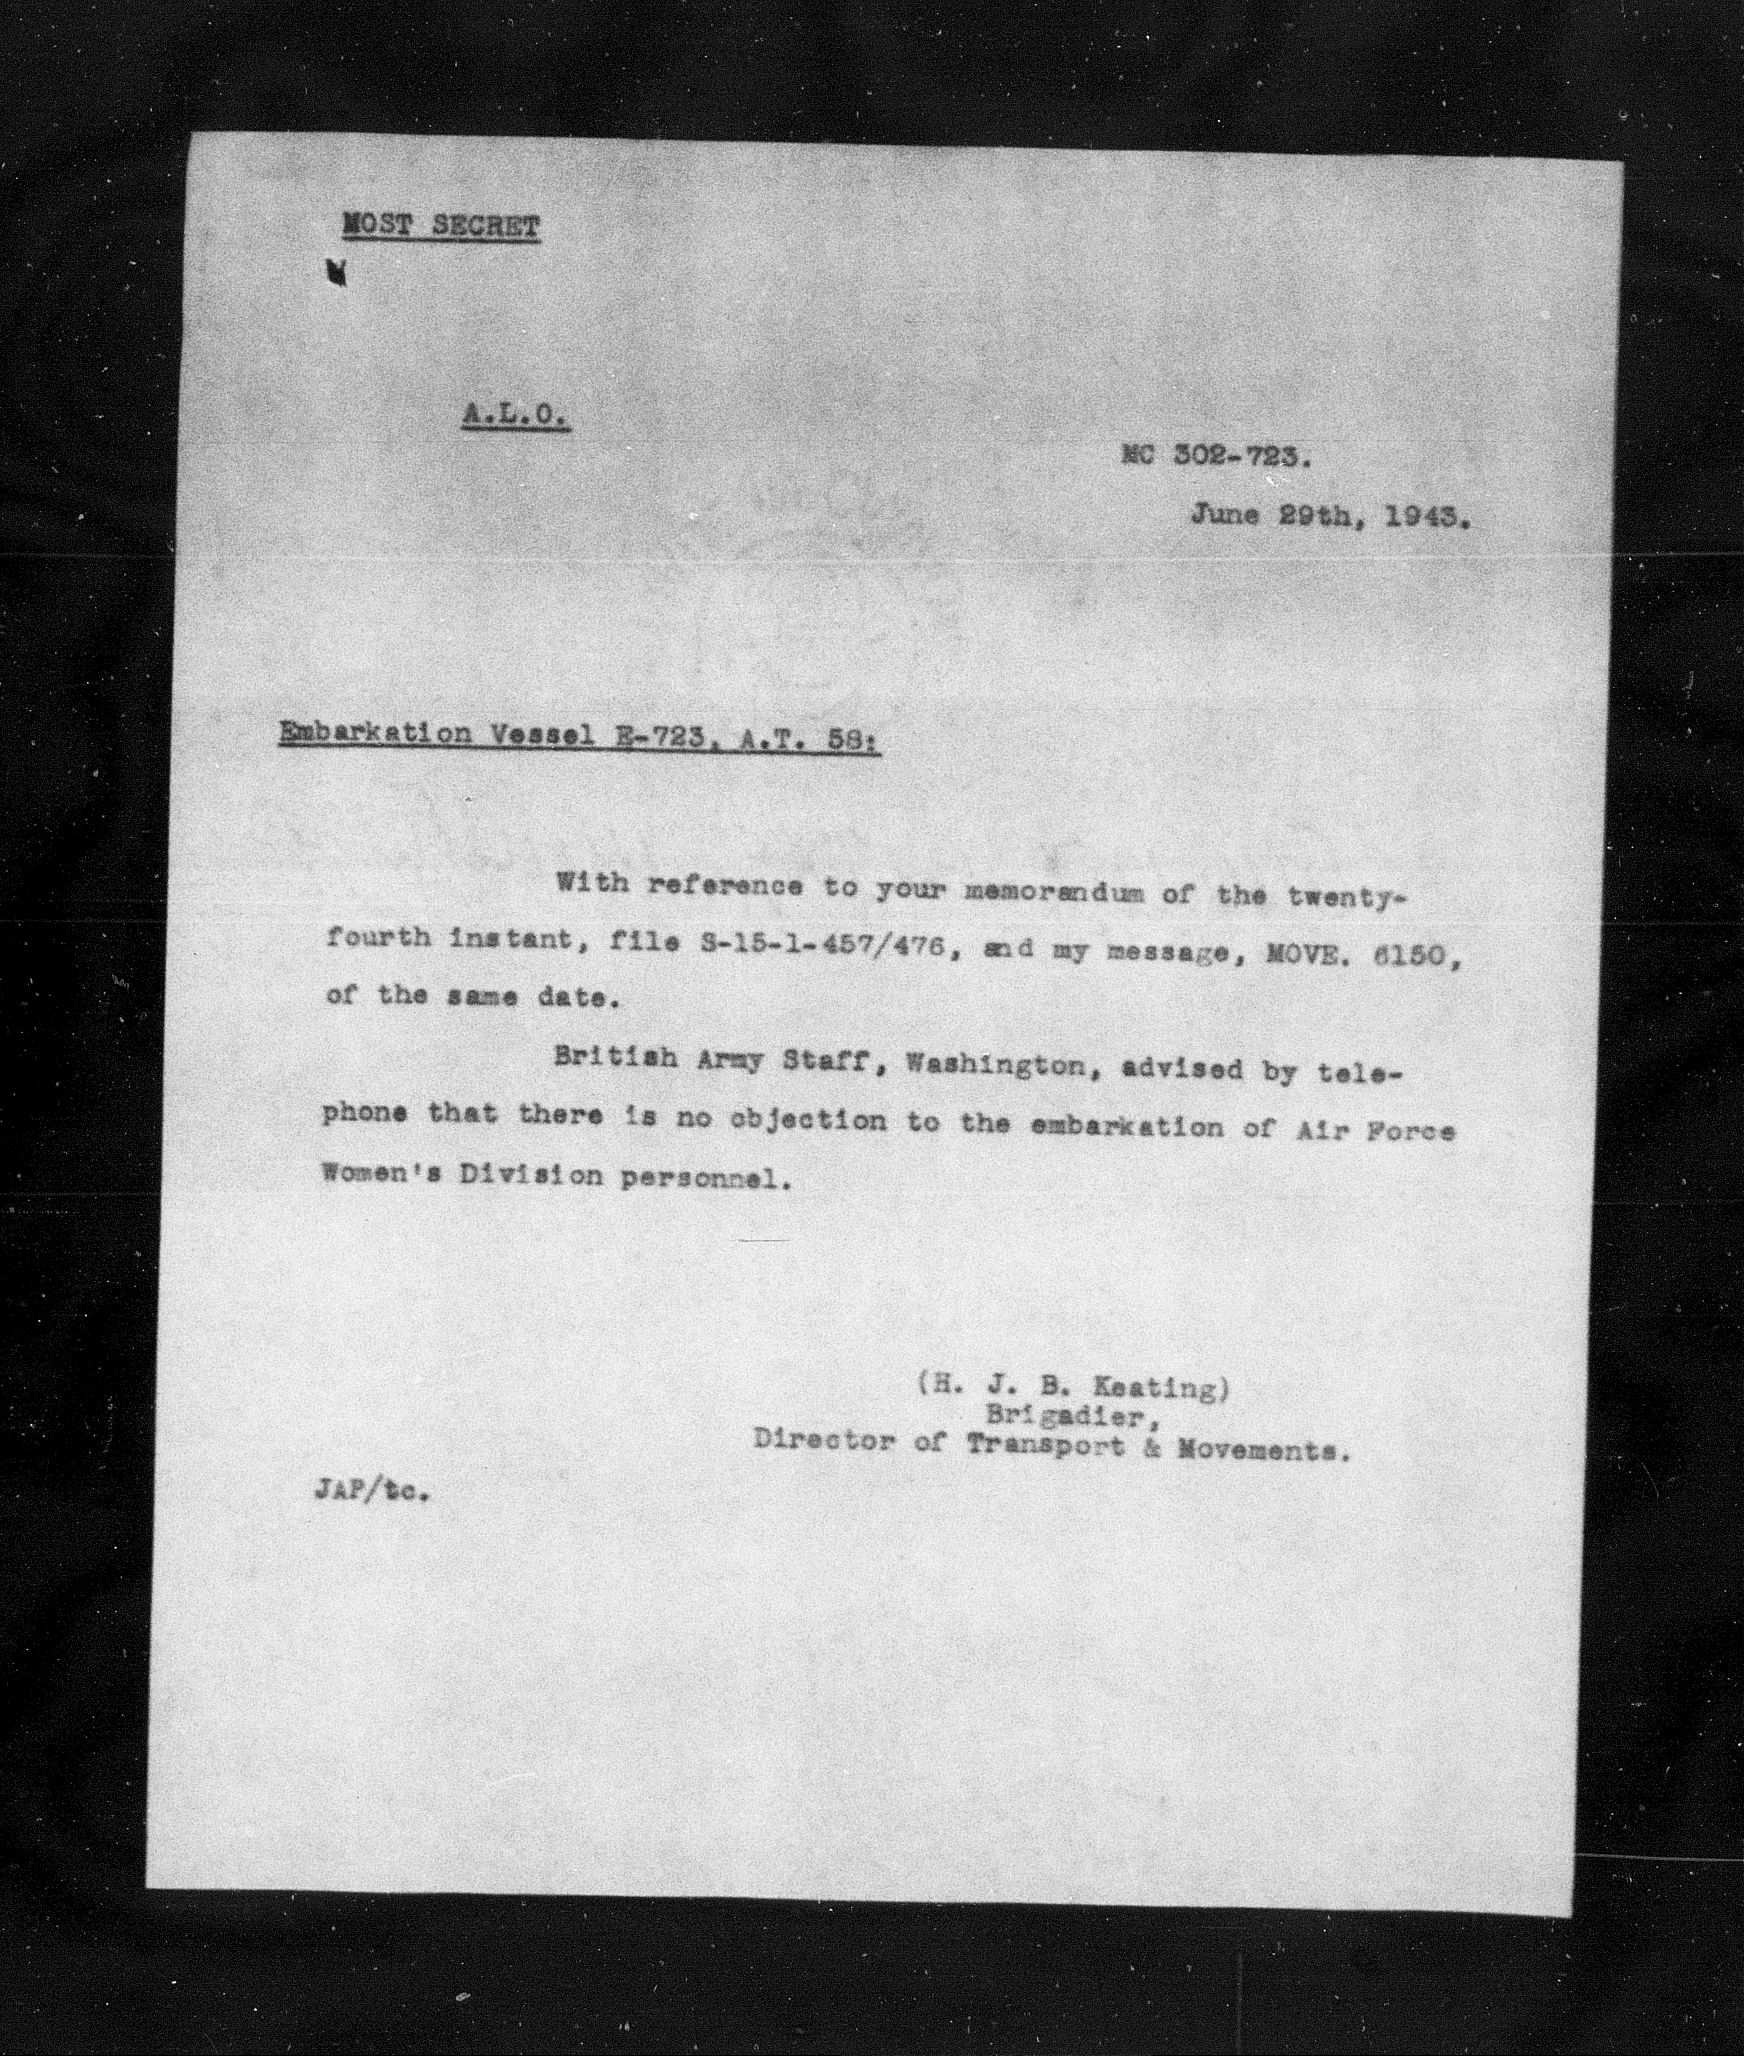 MOST SECRET
A.L.O.
MC 302-723.
June 29th, 1943.
Embarkation Vessel E-723, A.T. 58:
With reference to your memorandum of the twenty-
fourth instant, file S-15-1-457/476, and my message, MOVE. 6150,
of the same date.
British Army Staff, Washington, advised by tele-
phone that there is no objection to the embarkation of Air Force
Women's Division personnel.
(H. J. B. Keating)
Brigadier,
Director of Transport & Movements.
JAP/tc.